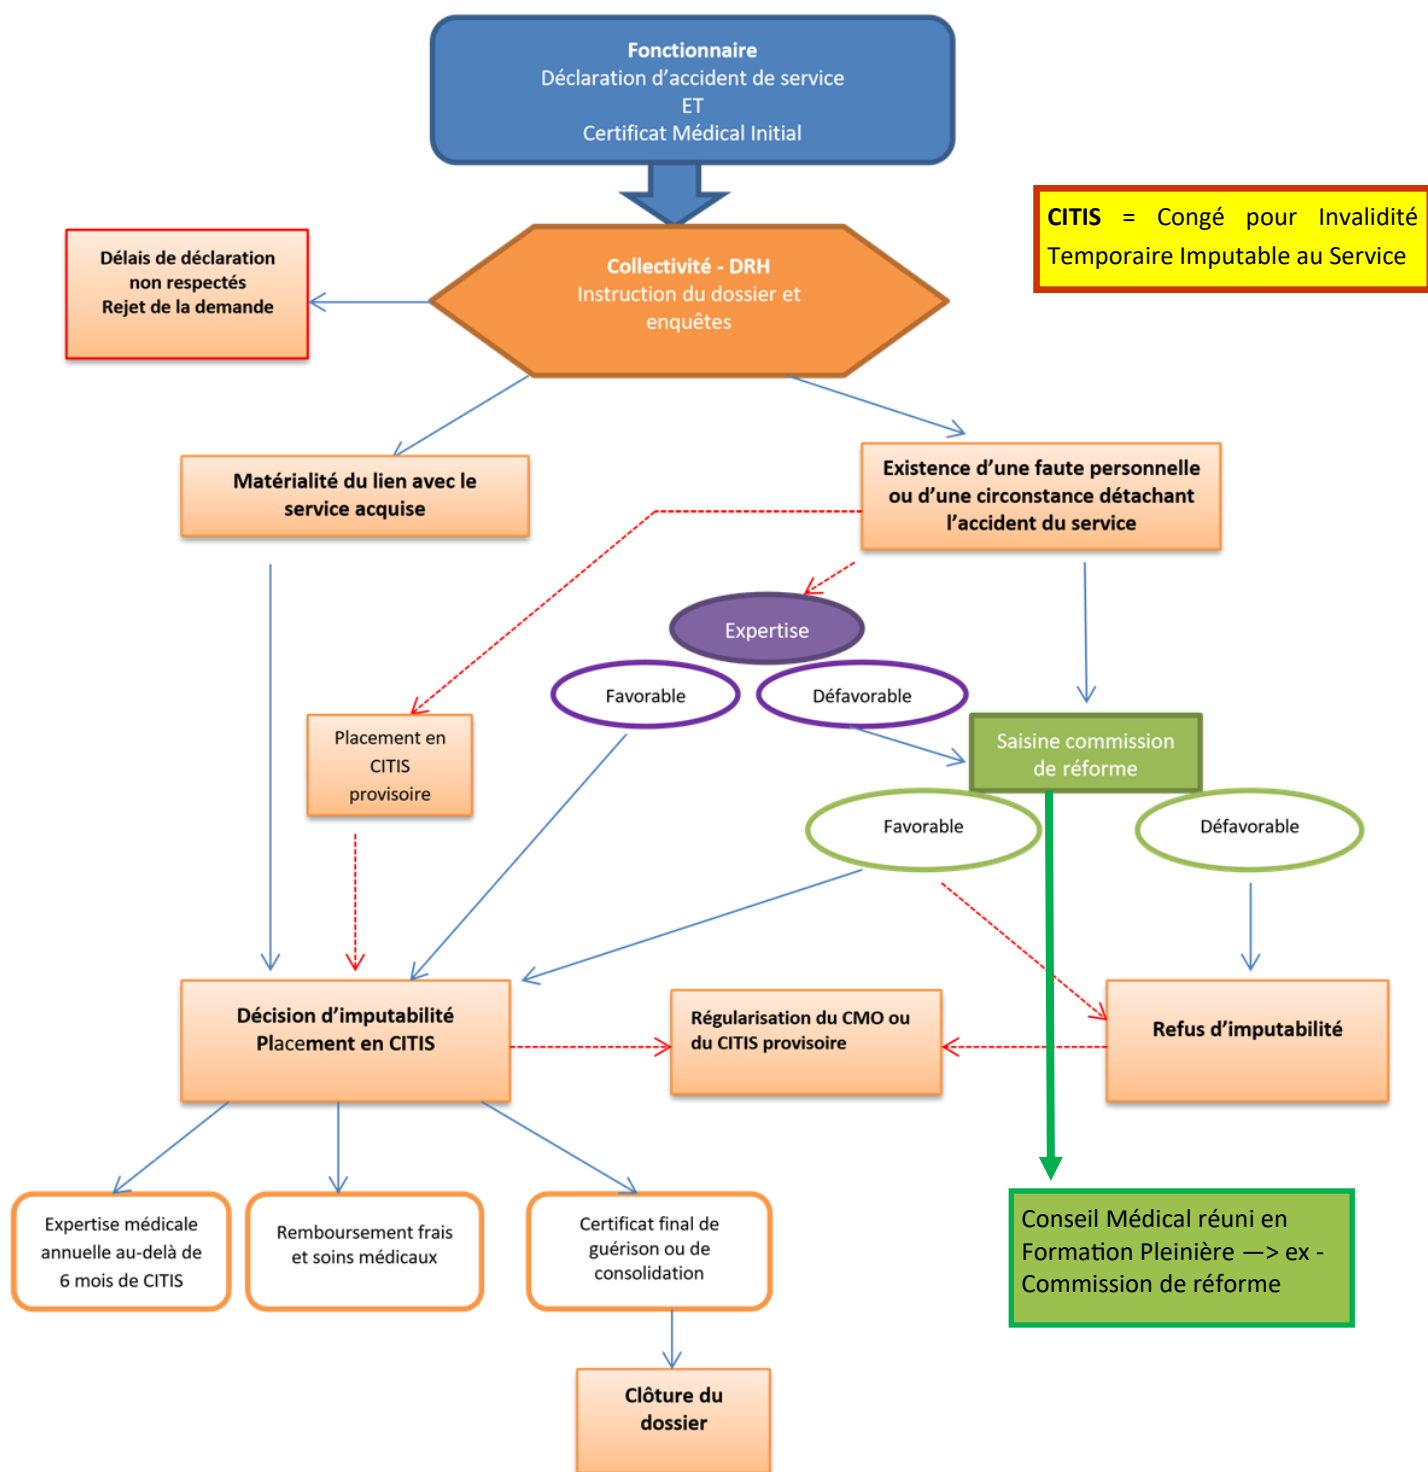 Fonctionnaire
Déclaration d’accident de service
ET
Certificat Médical Initial
CITIS = Congé pour Invalidité
Temporaire Imputable au Service
Délais de déclaration
non respectés
Rejet de la demande
Collectivité - DRH
Instruction du dossier et
enquêtes
Matérialité du lien avec le
service acquise
Existence d’une faute personnelle
ou d’une circonstance détachant
l’accident du service
Expertise
Favorable
Défavorable
Placement en
CITIS
provisoire
Saisine commission
de réforme
Favorable
Défavorable
Décision d’imputabilité
Placement en CITIS
Régularisation du CMO ou
du CITIS provisoire
Refus d’imputabilité
Expertise médicale
annuelle au-delà de
6 mois de CITIS
Remboursement frais
et soins médicaux
Certificat final de
guérison ou de
consolidation
Conseil Médical réuni en
Formation Pleinière —> ex -
Commission de réforme
Clôture du
dossier